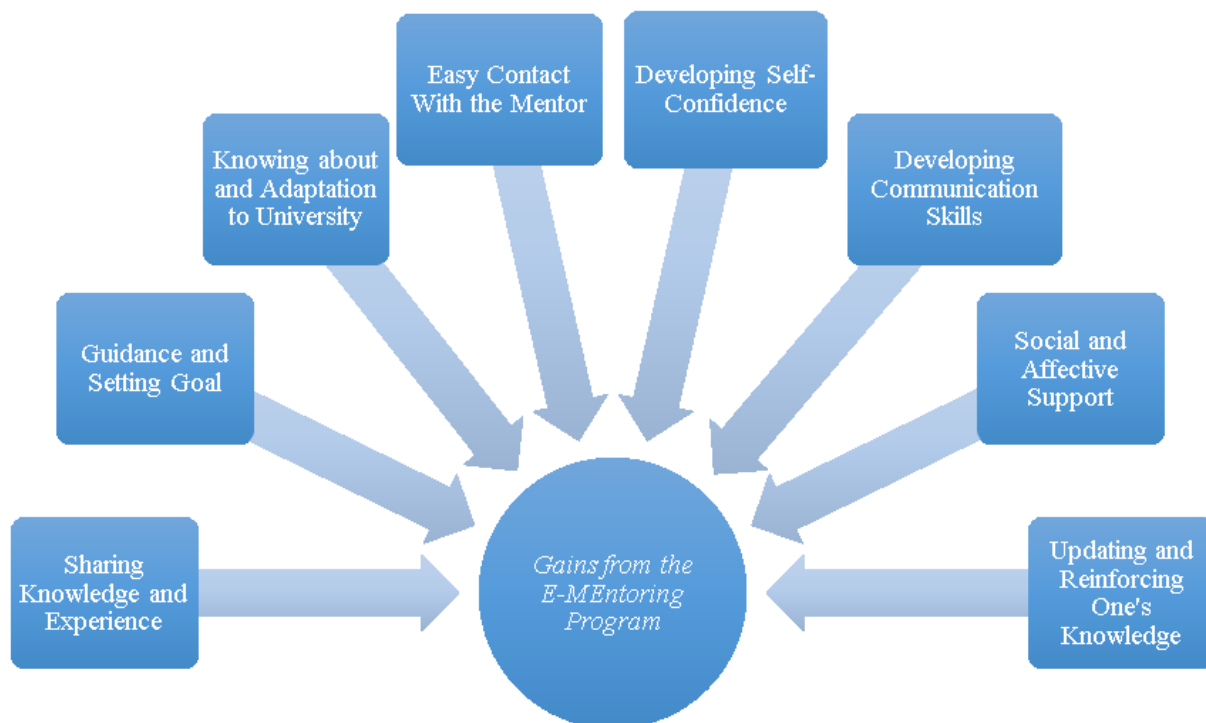 Easy Contact
With the Mentor
Developing Self-
Confidence
Knowing about
and Adaptation
to University
Developing
Communication
Skills
Guidance and
Setting Goal
Social and
Affective
Support
Sharing
Knowledge and
Experience
Gains from the
E-MEntoring
Program
Updating and
Reinforcing
One's
Knowledge